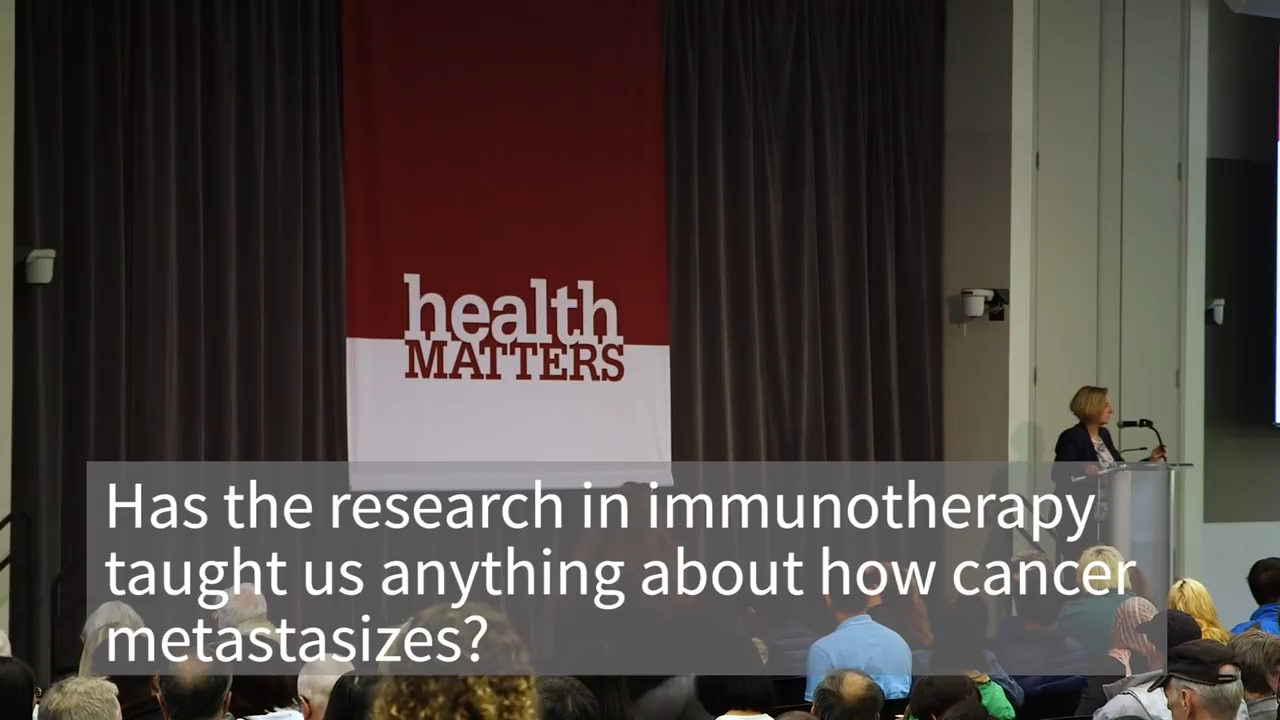 health
MATTERS
Has the research in immunotherapy
taught us anything about how cancer
metastasizes?